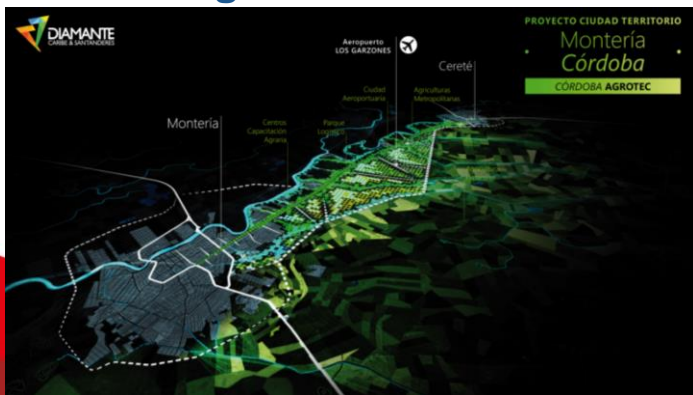 DIAMANTE
CARIBE & SANTANDERES
PROYECTO CIUDAD TERRITORIO
Montería
Córdoba
CÓRDOBA AGROTEC
Aeropuerto
LOS GARZONES
Cereté
Ciudad
Aeroportuaria
Agriculturas
Metropolitanas
Montería
Centros
Capacitación
Agraria
Parque
Logístico